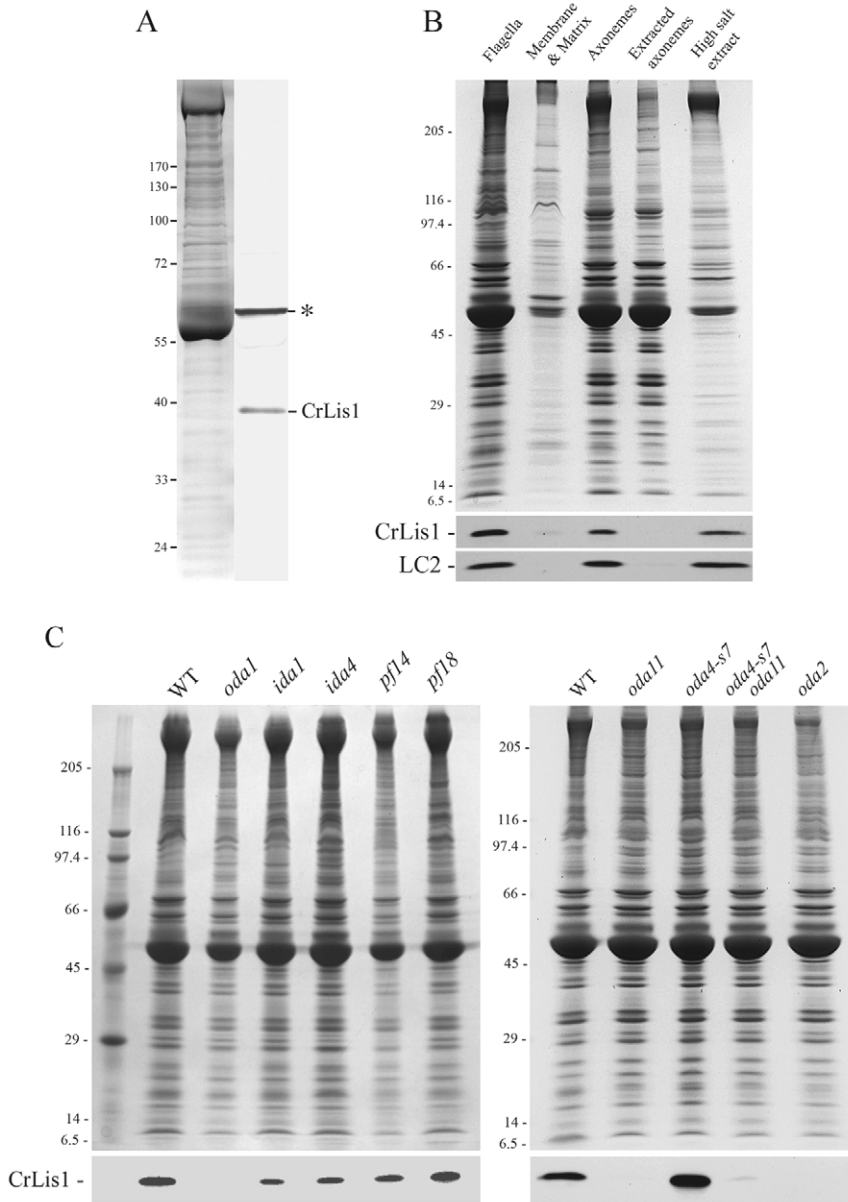 A
170
130
100
72
55
40
33
24
*
CrLis1
B
Flagella
Membrane & Matrix
Axonemes
Extracted axonemes
High salt extract
205
116
97.4
66
45
29
14
6.5
CrLis1
LC2
C
WT
oda1
ida1
ida4
pf14
pf18
205
116
97.4
66
45
29
14
6.5
CrLis1
WT
oda11
oda4-s7
oda4-s7 oda11
oda2
205
116
97.4
66
45
29
14
6.5